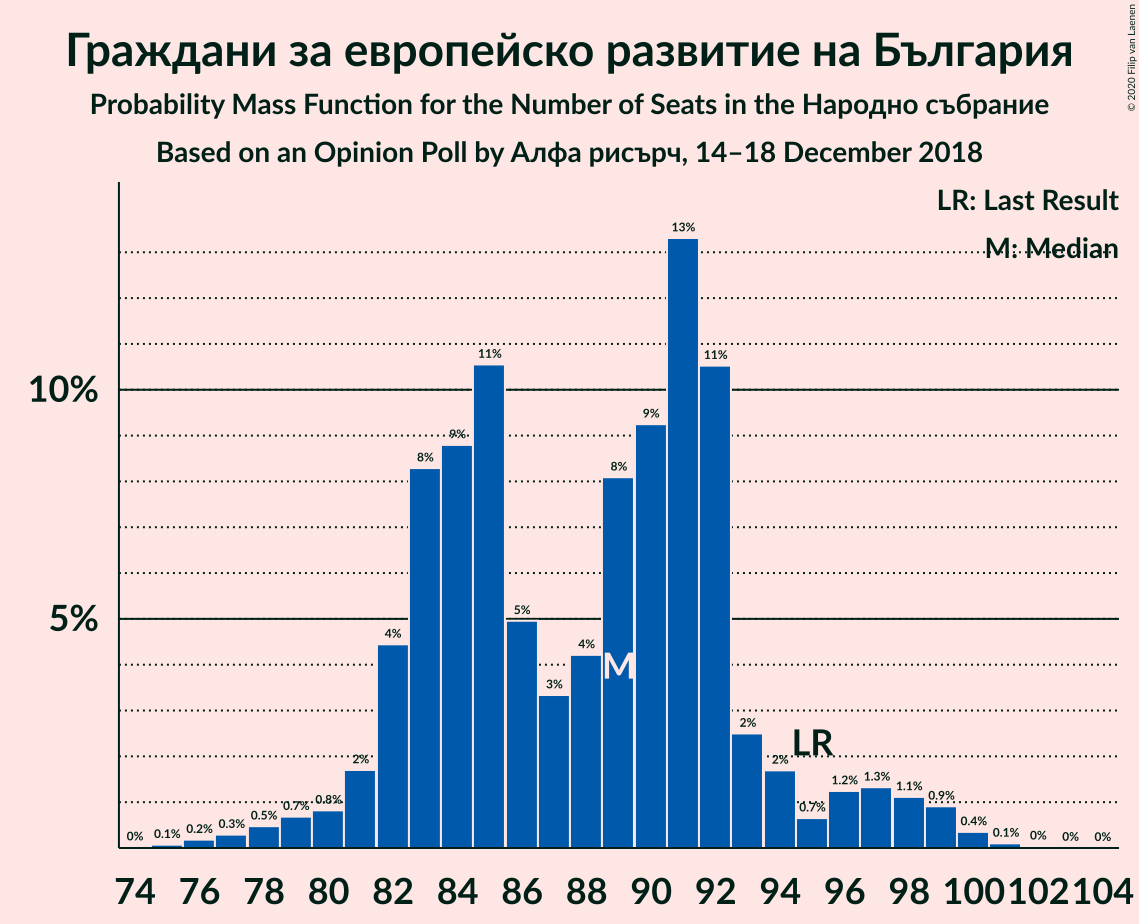 © 2020 Filip van Laenen
Граждани за европейско развитие на България
Probability Mass Function for the Number of Seats in the Народно събрание
Based on an Opinion Poll by Алфа рисърч, 14–18 December 2018
LR: Last Result
M: Median
10%
5%
0% 0.1% 0.2% 0.3% 0.5% 0.7% 0.8% 2% 4% 8% 9% 11% 5% 3% 4% 8% 9% 13% 11% 2% 2% 0.7% 1.2% 1.3% 1.1% 0.9% 0.4% 0.1% 0% 0% 0%
M
LR
74 76 78 80 82 84 86 88 90 92 94 96 98 100 102 104